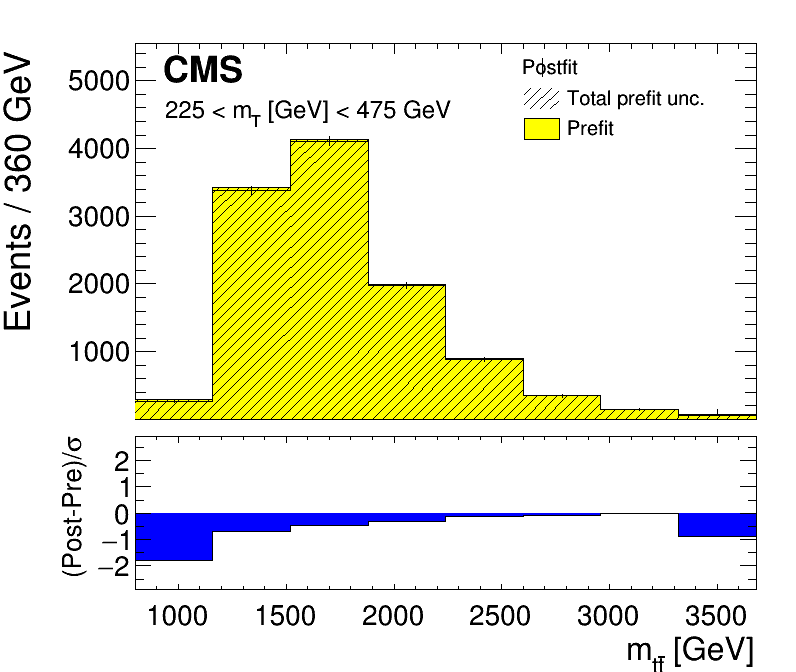 CMS
225 < m_T [GeV] < 475 GeV
Postfit
Total prefit unc.
Prefit
Events / 360 GeV
5000
4000
3000
2000
1000
(Post-Pre)/σ
2
1
0
−1
−2
1000 1500 2000 2500 3000 3500
m_tt̄ [GeV]